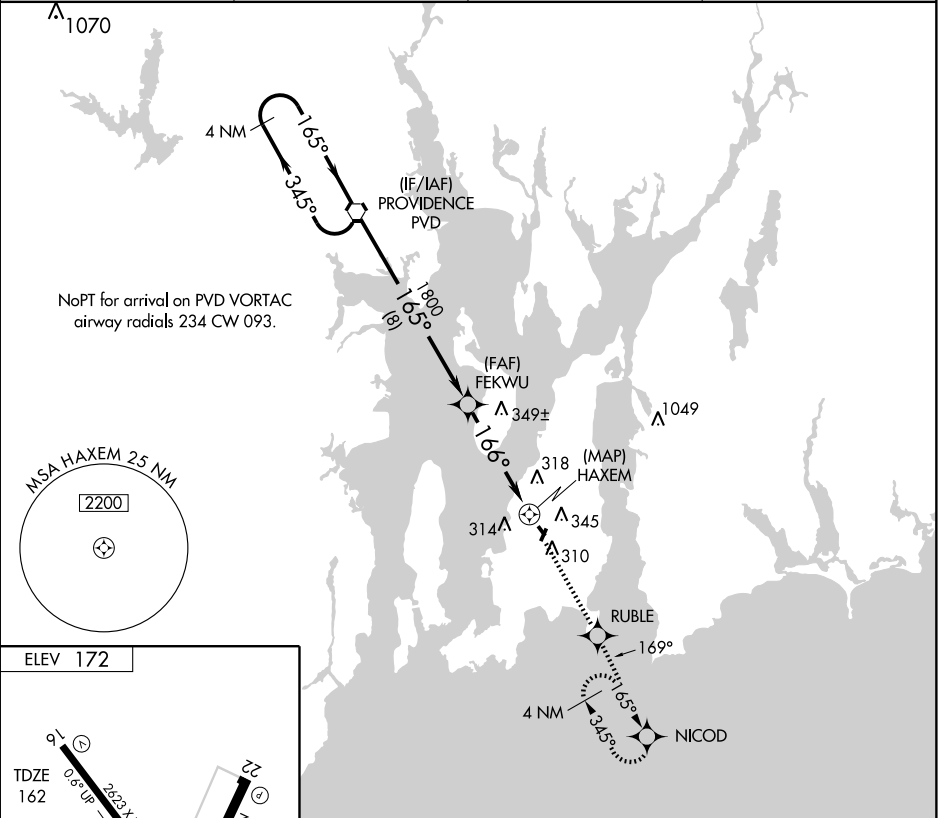 1070
4 NM
165°
345°
(IF/IAF)
PROVIDENCE
PVD
NoPT for arrival on PVD VORTAC
airway radials 234 CW 093.
1800
165°
(8)
(FAF)
FEKWU
349±
1049
166°
318
(MAP)
HAXEM
MSA HAXEM 25 NM
2200
314
345
310
RUBLE
169°
165°
4 NM
345°
NICOD
ELEV 172
16
V
TDZE
162
0.6° UP
2623 X
22
P